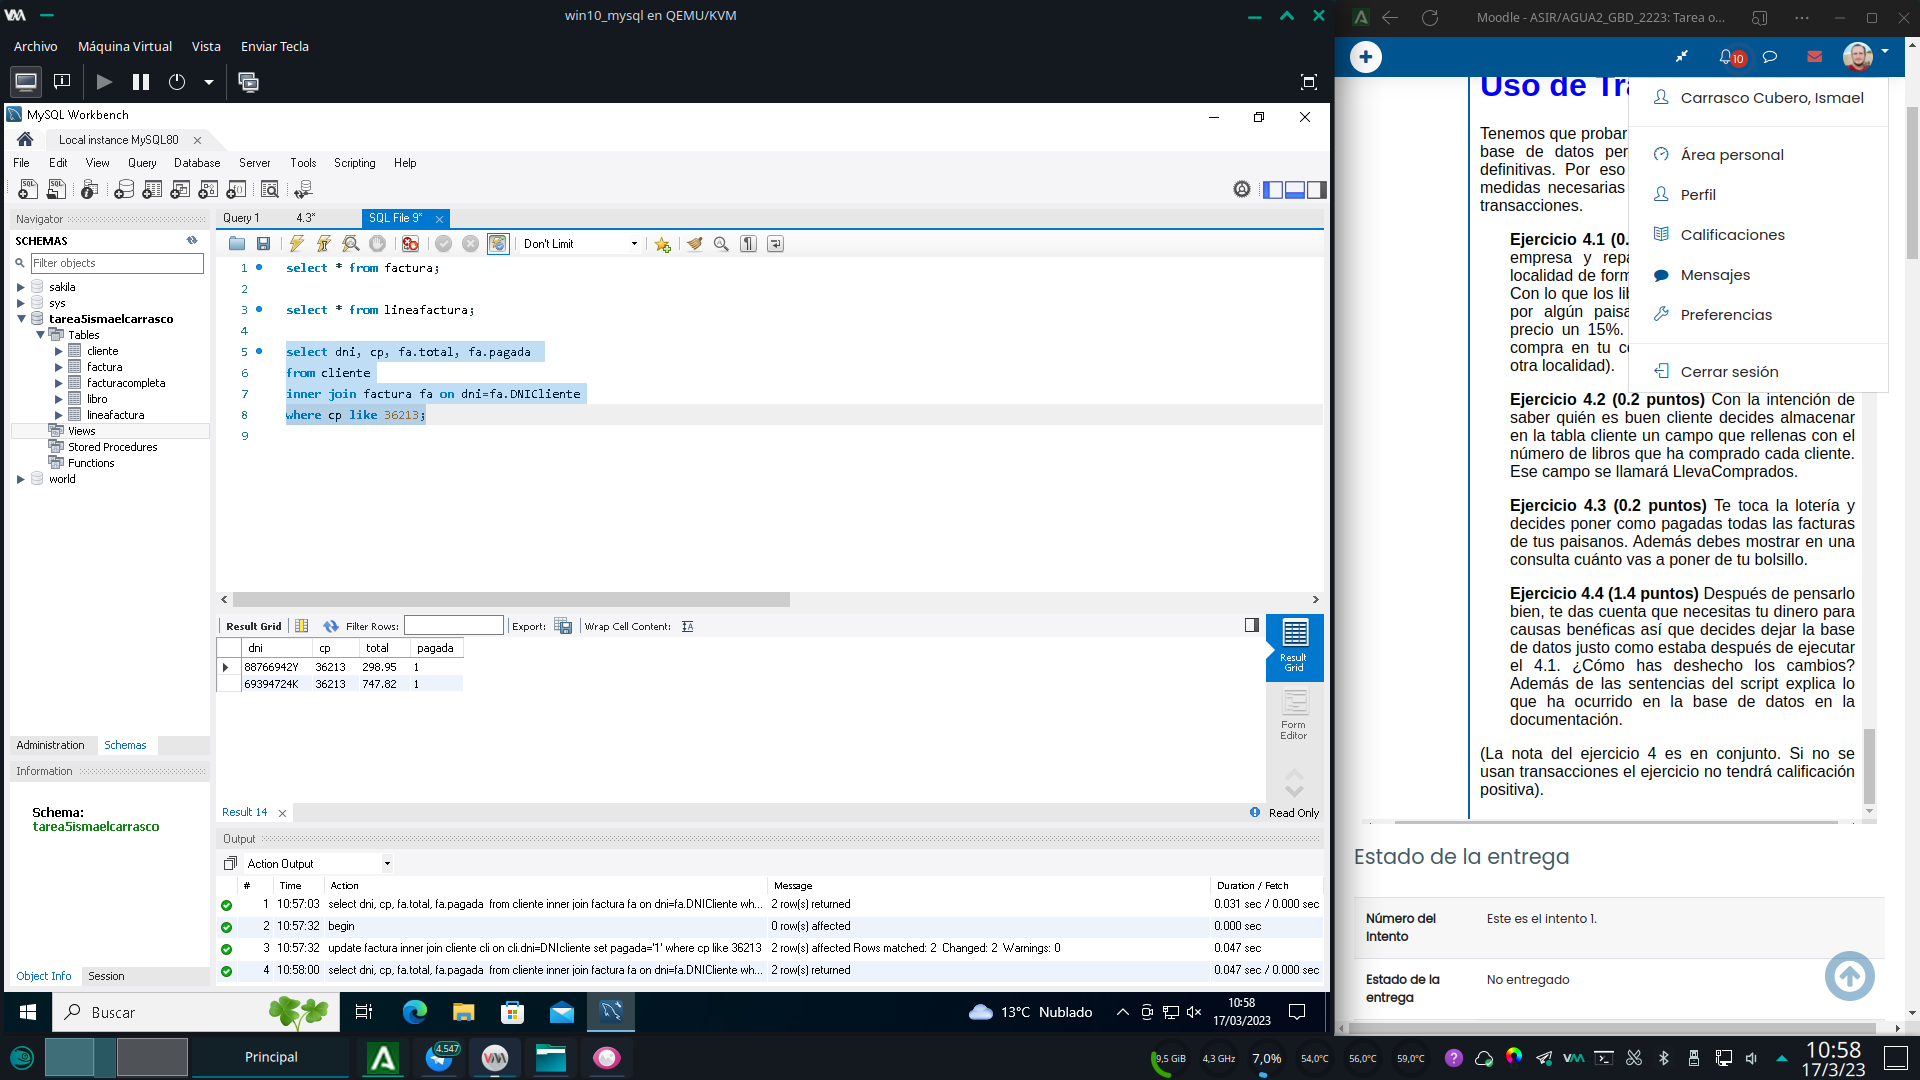 win10_mysql en QEMU/KVM
Archivo Máquina Virtual Vista Enviar Tecla
MySQL Workbench
Local instance MySQL80
File Edit View Query Database Server Tools Scripting Help
Navigator
SCHEMAS
Filter objects
sakila
sys
tarea5ismaelcarrasco
Tables
cliente
factura
facturacompleta
libro
lineafactura
Views
Stored Procedures
Functions
world
Administration Schemas
Information
Schema:
tarea5ismaelcarrasco
Object Info Session
Query 1 4.3* SQL File 9*
Don't Limit
1 select * from factura;
2
3 select * from lineafactura;
4
5 select dni, cp, fa.total, fa.pagada
6 from cliente
7 inner join factura fa on dni=fa.DNICliente
8 where cp like 36213;
9
Result Grid Filter Rows: Export: Wrap Cell Content:
dni cp total pagada
88766942Y 36213 298.95 1
69394724K 36213 747.82 1
Result Grid
Form Editor
Result 14
Read Only
Output
Action Output
# Time Action Message Duration / Fetch
1 10:57:03 select dni, cp, fa.total, fa.pagada from cliente inner join factura fa on dni=fa.DNICliente wh... 2 row(s) returned 0.031 sec / 0.000 sec
2 10:57:32 begin 0 row(s) affected 0.000 sec
3 10:57:32 update factura inner join cliente cli on cli.dni=DNIcliente set pagada='1' where cp like 36213 2 row(s) affected Rows matched: 2 Changed: 2 Warnings: 0 0.047 sec
4 10:58:00 select dni, cp, fa.total, fa.pagada from cliente inner join factura fa on dni=fa.DNICliente wh... 2 row(s) returned 0.047 sec / 0.000 sec
Buscar
13°C Nublado
10:58
17/03/2023
Moodle - ASIR/AGUA2_GBD_2223: Tarea o...
10
Uso de Tra
Tenemos que probar
base de datos per
definitivas. Por eso
medidas necesarias
transacciones.
Ejercicio 4.1 (0.
empresa y repa
localidad de form
Con lo que los lib
por algún paisa
precio un 15%.
compra en tu c
otra localidad).
Carrasco Cubero, Ismael
Área personal
Perfil
Calificaciones
Mensajes
Preferencias
Cerrar sesión
Ejercicio 4.2 (0.2 puntos) Con la intención de
saber quién es buen cliente decides almacenar
en la tabla cliente un campo que rellenas con el
número de libros que ha comprado cada cliente.
Ese campo se llamará LlevaComprados.
Ejercicio 4.3 (0.2 puntos) Te toca la lotería y
decides poner como pagadas todas las facturas
de tus paisanos. Además debes mostrar en una
consulta cuánto vas a poner de tu bolsillo.
Ejercicio 4.4 (1.4 puntos) Después de pensarlo
bien, te das cuenta que necesitas tu dinero para
causas benéficas así que decides dejar la base
de datos justo como estaba después de ejecutar
el 4.1. ¿Cómo has deshecho los cambios?
Además de las sentencias del script explica lo
que ha ocurrido en la base de datos en la
documentación.
(La nota del ejercicio 4 es en conjunto. Si no se
usan transacciones el ejercicio no tendrá calificación
positiva).
Estado de la entrega
Número del
Intento
Este es el intento 1.
Estado de la
entrega
No entregado
Principal
4.547
9,5 GiB 4,3 GHz 7,0% 54,0°C 56,0°C 59,0°C
10:58
17/3/23